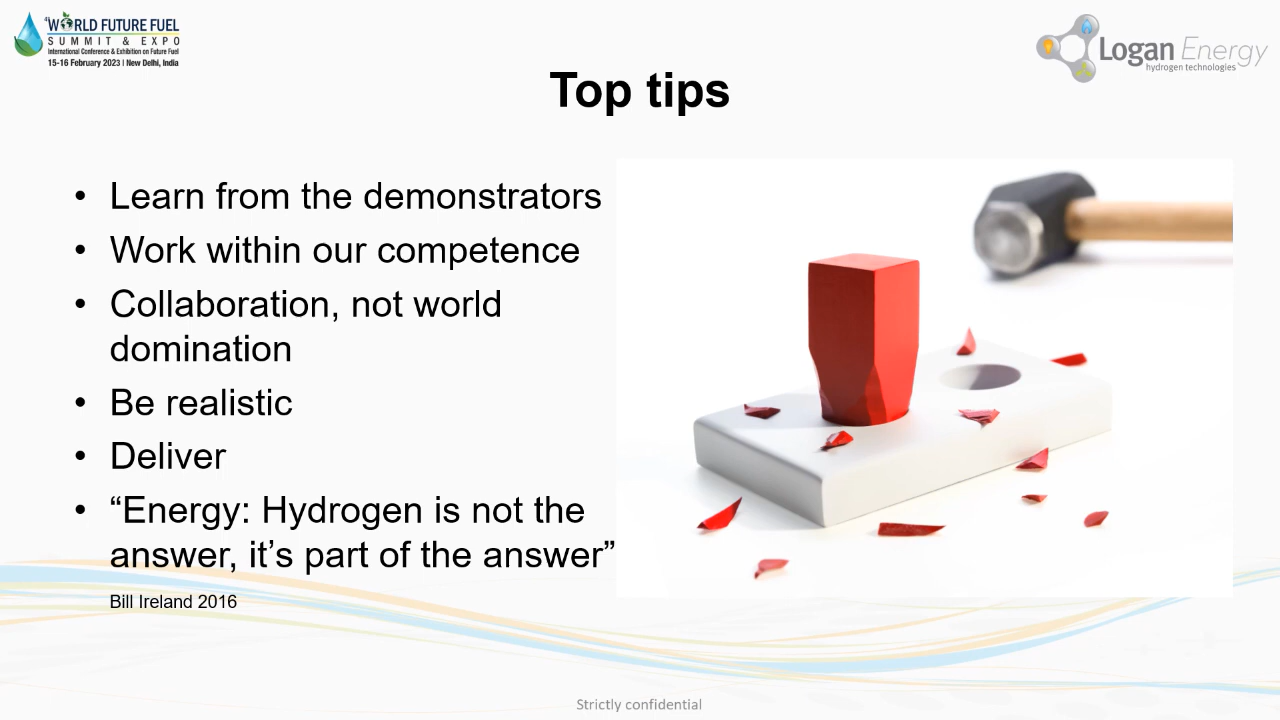 WORLD FUTURE FUEL
SUMMIT & EXPO
International Conference & Exhibition on Future Fuel
15-16 February 2023 | New Delhi, India
Logan Energy
hydrogen technologies
Top tips
• Learn from the demonstrators
• Work within our competence
• Collaboration, not world
domination
• Be realistic
• Deliver
• “Energy: Hydrogen is not the
answer, it’s part of the answer”
Bill Ireland 2016
Strictly confidential